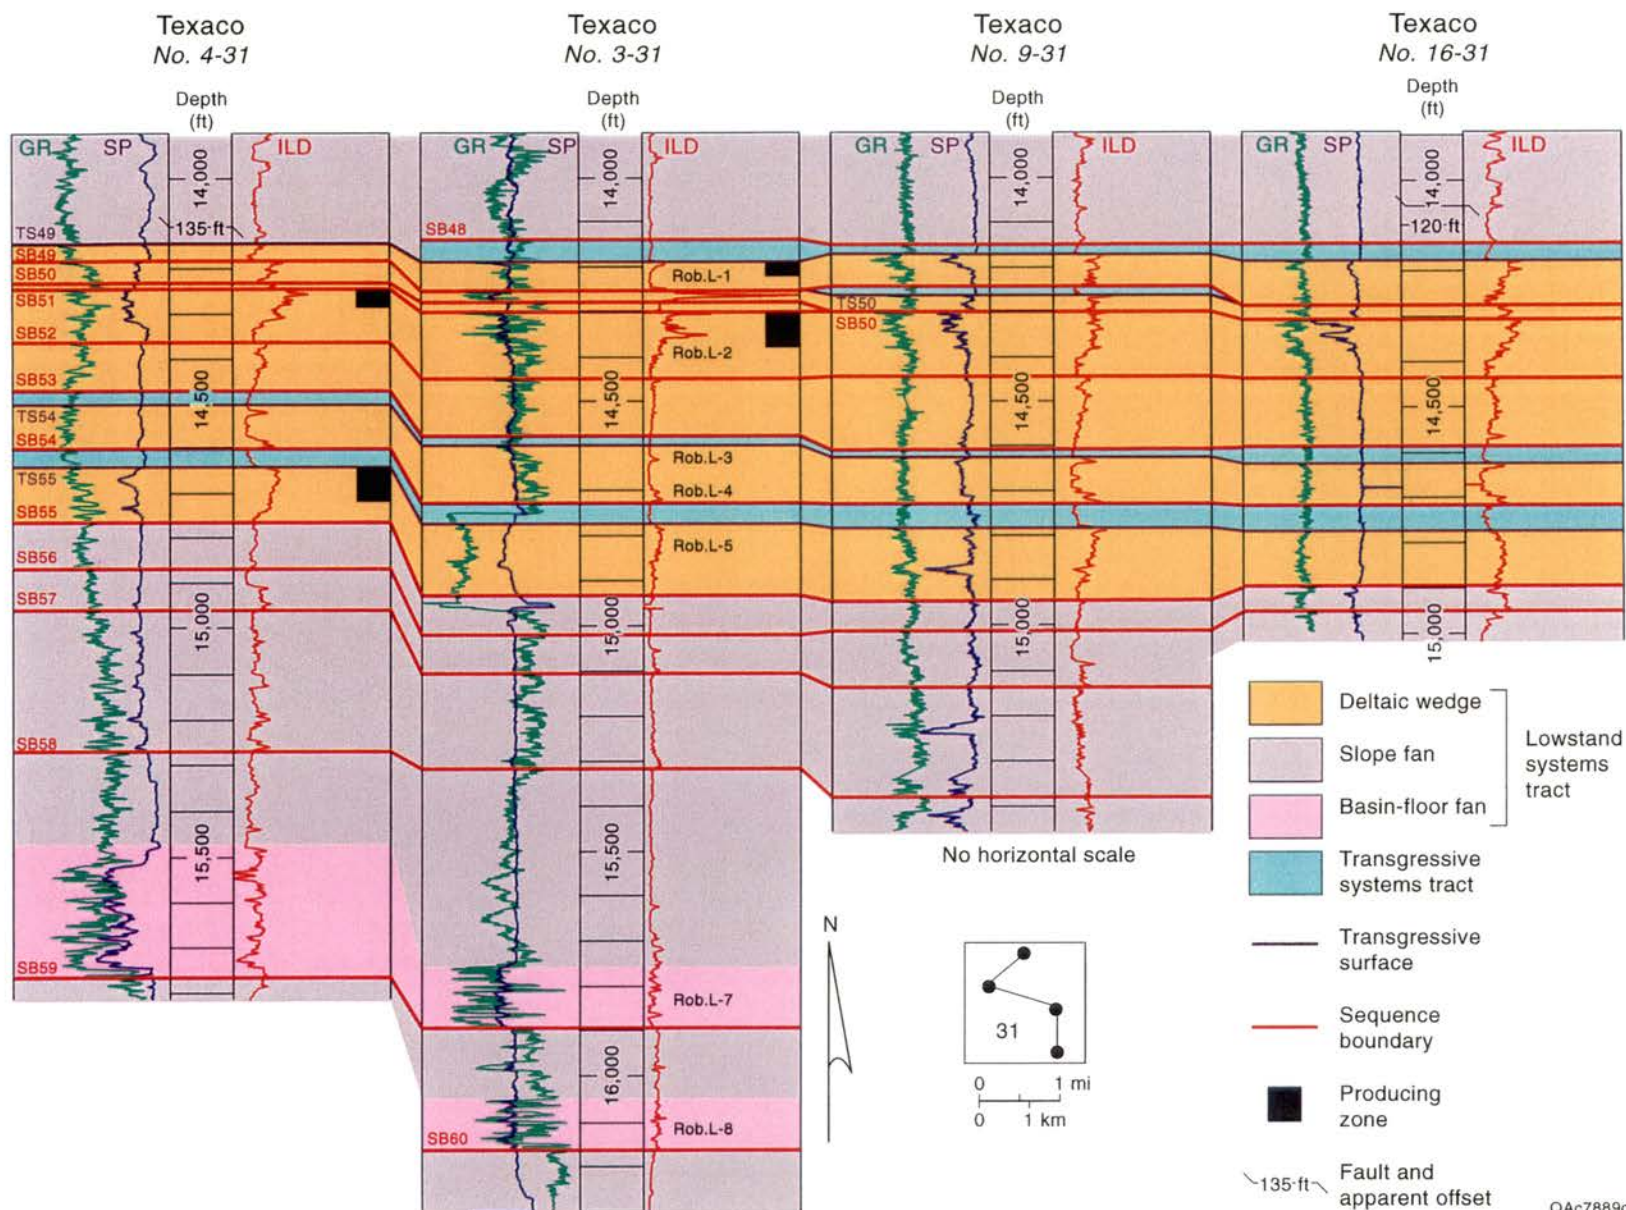 Texaco
No. 4-31
Texaco
No. 3-31
Texaco
No. 9-31
Texaco
No. 16-31
Depth
(ft)
Depth
(ft)
Depth
(ft)
Depth
(ft)
GR
SP
ILD
GR
SP
ILD
GR
SP
ILD
GR
SP
ILD
14,000
14,000
14,000
14,000
135-ft
120-ft
TS49
SB49
SB50
SB51
SB52
SB53
TS54
SB54
TS55
SB55
SB56
SB57
SB58
SB59
14,500
15,000
15,500
SB48
Rob.L-1
Rob.L-2
Rob.L-3
Rob.L-4
Rob.L-5
Rob.L-7
Rob.L-8
SB60
14,500
15,000
15,500
16,000
TS50
SB50
14,500
15,000
14,500
15,000
No horizontal scale
N
31
0 1 mi
0 1 km
Deltaic wedge
Slope fan
Basin-floor fan
Lowstand
systems
tract
Transgressive
systems tract
Transgressive
surface
Sequence
boundary
Producing
zone
135-ft
Fault and
apparent offset
QAc7889c